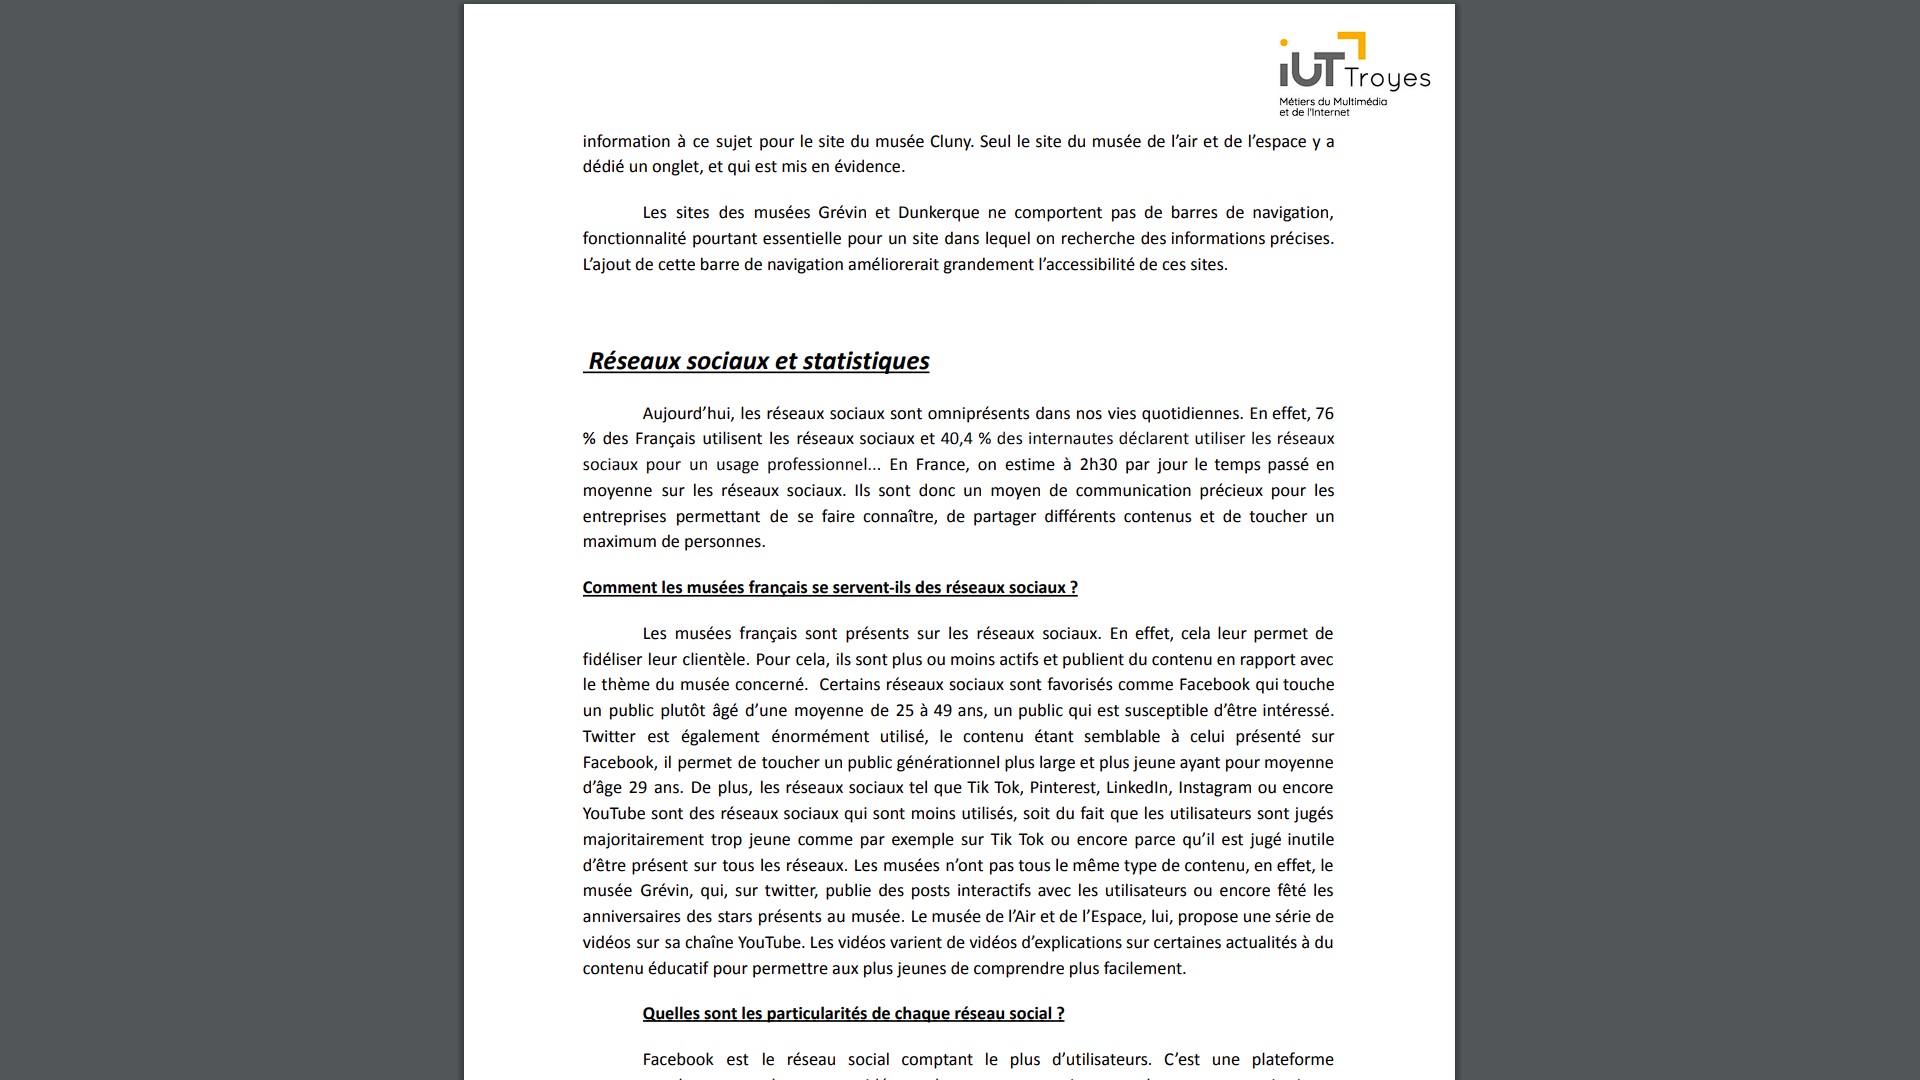 iUT Troyes
Métiers du Multimédia
et de l'Internet
information à ce sujet pour le site du musée Cluny. Seul le site du musée de l’air et de l’espace y a
dédié un onglet, et qui est mis en évidence.
Les sites des musées Grévin et Dunkerque ne comportent pas de barres de navigation,
fonctionnalité pourtant essentielle pour un site dans lequel on recherche des informations précises.
L’ajout de cette barre de navigation améliorerait grandement l’accessibilité de ces sites.
Réseaux sociaux et statistiques
Aujourd’hui, les réseaux sociaux sont omniprésents dans nos vies quotidiennes. En effet, 76
% des Français utilisent les réseaux sociaux et 40,4 % des internautes déclarent utiliser les réseaux
sociaux pour un usage professionnel... En France, on estime à 2h30 par jour le temps passé en
moyenne sur les réseaux sociaux. Ils sont donc un moyen de communication précieux pour les
entreprises permettant de se faire connaître, de partager différents contenus et de toucher un
maximum de personnes.
Comment les musées français se servent-ils des réseaux sociaux ?
Les musées français sont présents sur les réseaux sociaux. En effet, cela leur permet de
fidéliser leur clientèle. Pour cela, ils sont plus ou moins actifs et publient du contenu en rapport avec
le thème du musée concerné.  Certains réseaux sociaux sont favorisés comme Facebook qui touche
un public plutôt âgé d’une moyenne de 25 à 49 ans, un public qui est susceptible d’être intéressé.
Twitter est également énormément utilisé, le contenu étant semblable à celui présenté sur
Facebook, il permet de toucher un public générationnel plus large et plus jeune ayant pour moyenne
d’âge 29 ans. De plus, les réseaux sociaux tel que Tik Tok, Pinterest, LinkedIn, Instagram ou encore
YouTube sont des réseaux sociaux qui sont moins utilisés, soit du fait que les utilisateurs sont jugés
majoritairement trop jeune comme par exemple sur Tik Tok ou encore parce qu’il est jugé inutile
d’être présent sur tous les réseaux. Les musées n’ont pas tous le même type de contenu, en effet, le
musée Grévin, qui, sur twitter, publie des posts interactifs avec les utilisateurs ou encore fêté les
anniversaires des stars présents au musée. Le musée de l’Air et de l’Espace, lui, propose une série de
vidéos sur sa chaîne YouTube. Les vidéos varient de vidéos d’explications sur certaines actualités à du
contenu éducatif pour permettre aux plus jeunes de comprendre plus facilement.
Quelles sont les particularités de chaque réseau social ?
Facebook est le réseau social comptant le plus d’utilisateurs. C’est une plateforme